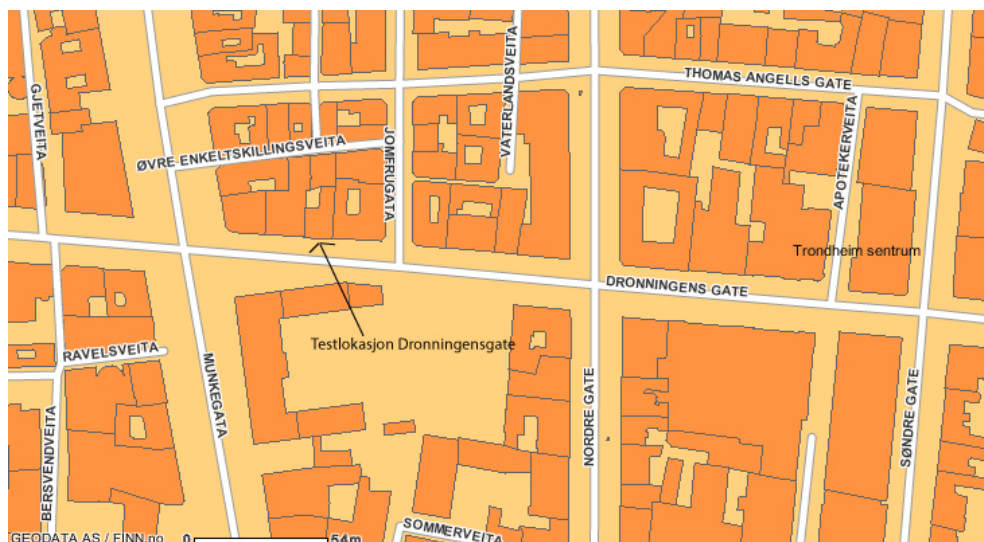 THOMAS ANGELLS GATE
GJETVEITA
VATERLANDSVEITA
JOMFRUGATA
ØVRE ENKELTSKILLINGSVEITA
APOTEKERVEITA
Trondheim sentrum
DRONNINGENS GATE
Testlokasjon Dronningensgate
RAVELSVEITA
MUNKEGATA
NORDRE GATE
SØNDRE GATE
BERSVENDVEITA
SOMMERVEITA
GEODATA AS / FINN.no
0 54m